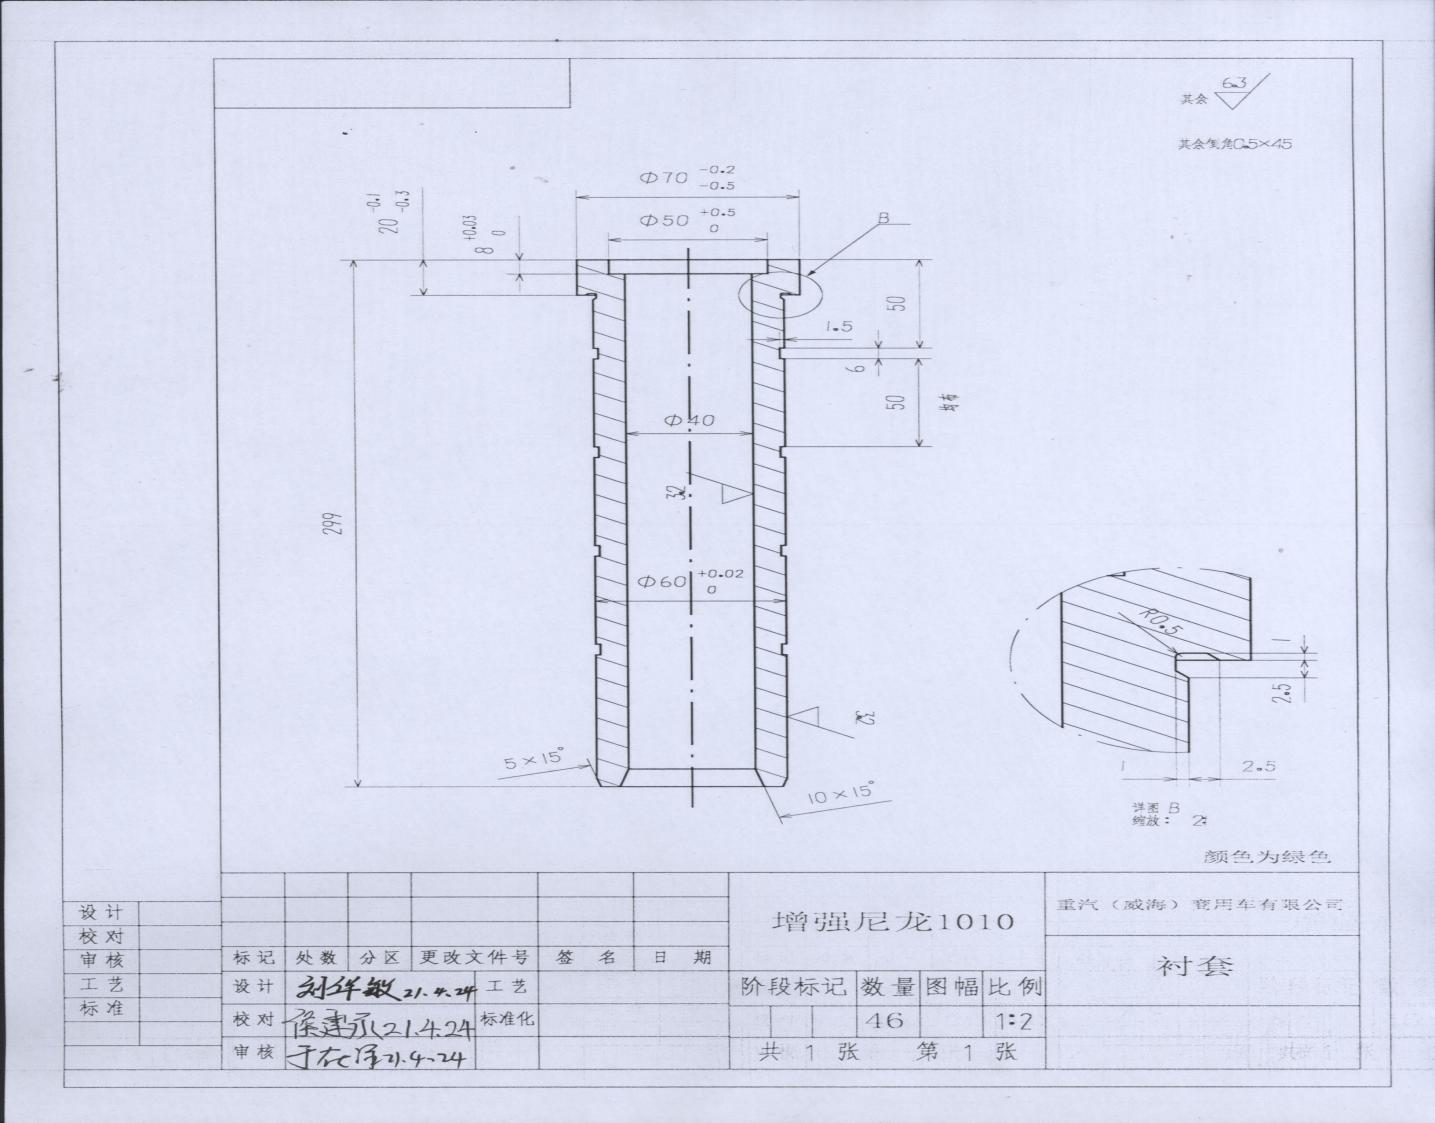 其余 6.3
其余倒角0.5×45
Φ70 -0.2 -0.5
Φ50 +0.5 0
20 -0.1 -0.3
8 +0.03 0
B
50
1.5
6
50 均布
Φ40
3.2
299
Φ60 +0.02 0
3.2
5×15°
10×15°
R0.5
1
2.5
1
2.5
详图 B
缩放: 2:
颜色为绿色
设计
校对
审核
工艺
标准
标记 处数 分区 更改文件号 签 名 日 期
设计 21.4.24 工艺
校对 21.4.24 标准化
审核 21.4.24
增强尼龙1010
阶段标记 数量 图幅 比例
46 1:2
共 1 张 第 1 张
重汽（威海）商用车有限公司
衬套